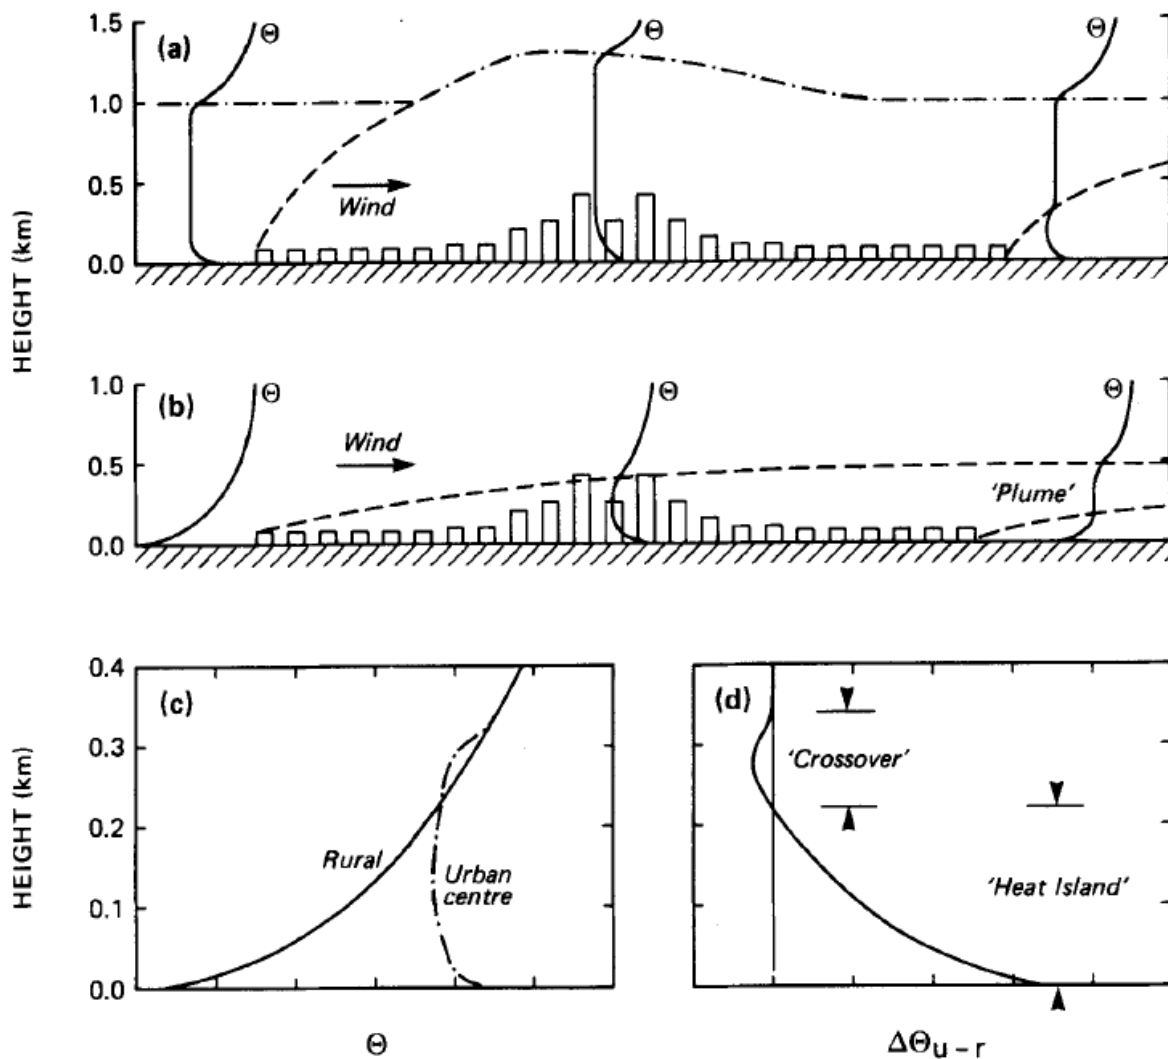 HEIGHT (km)
1.5
1.0
0.5
0.0
(a)
Θ
Θ
Θ
Wind
1.0
0.5
0.0
(b)
Θ
Θ
Θ
Wind
'Plume'
HEIGHT (km)
0.4
0.3
0.2
0.1
0.0
(c)
Rural
Urban
centre
Θ
(d)
'Crossover'
'Heat Island'
ΔΘu – r